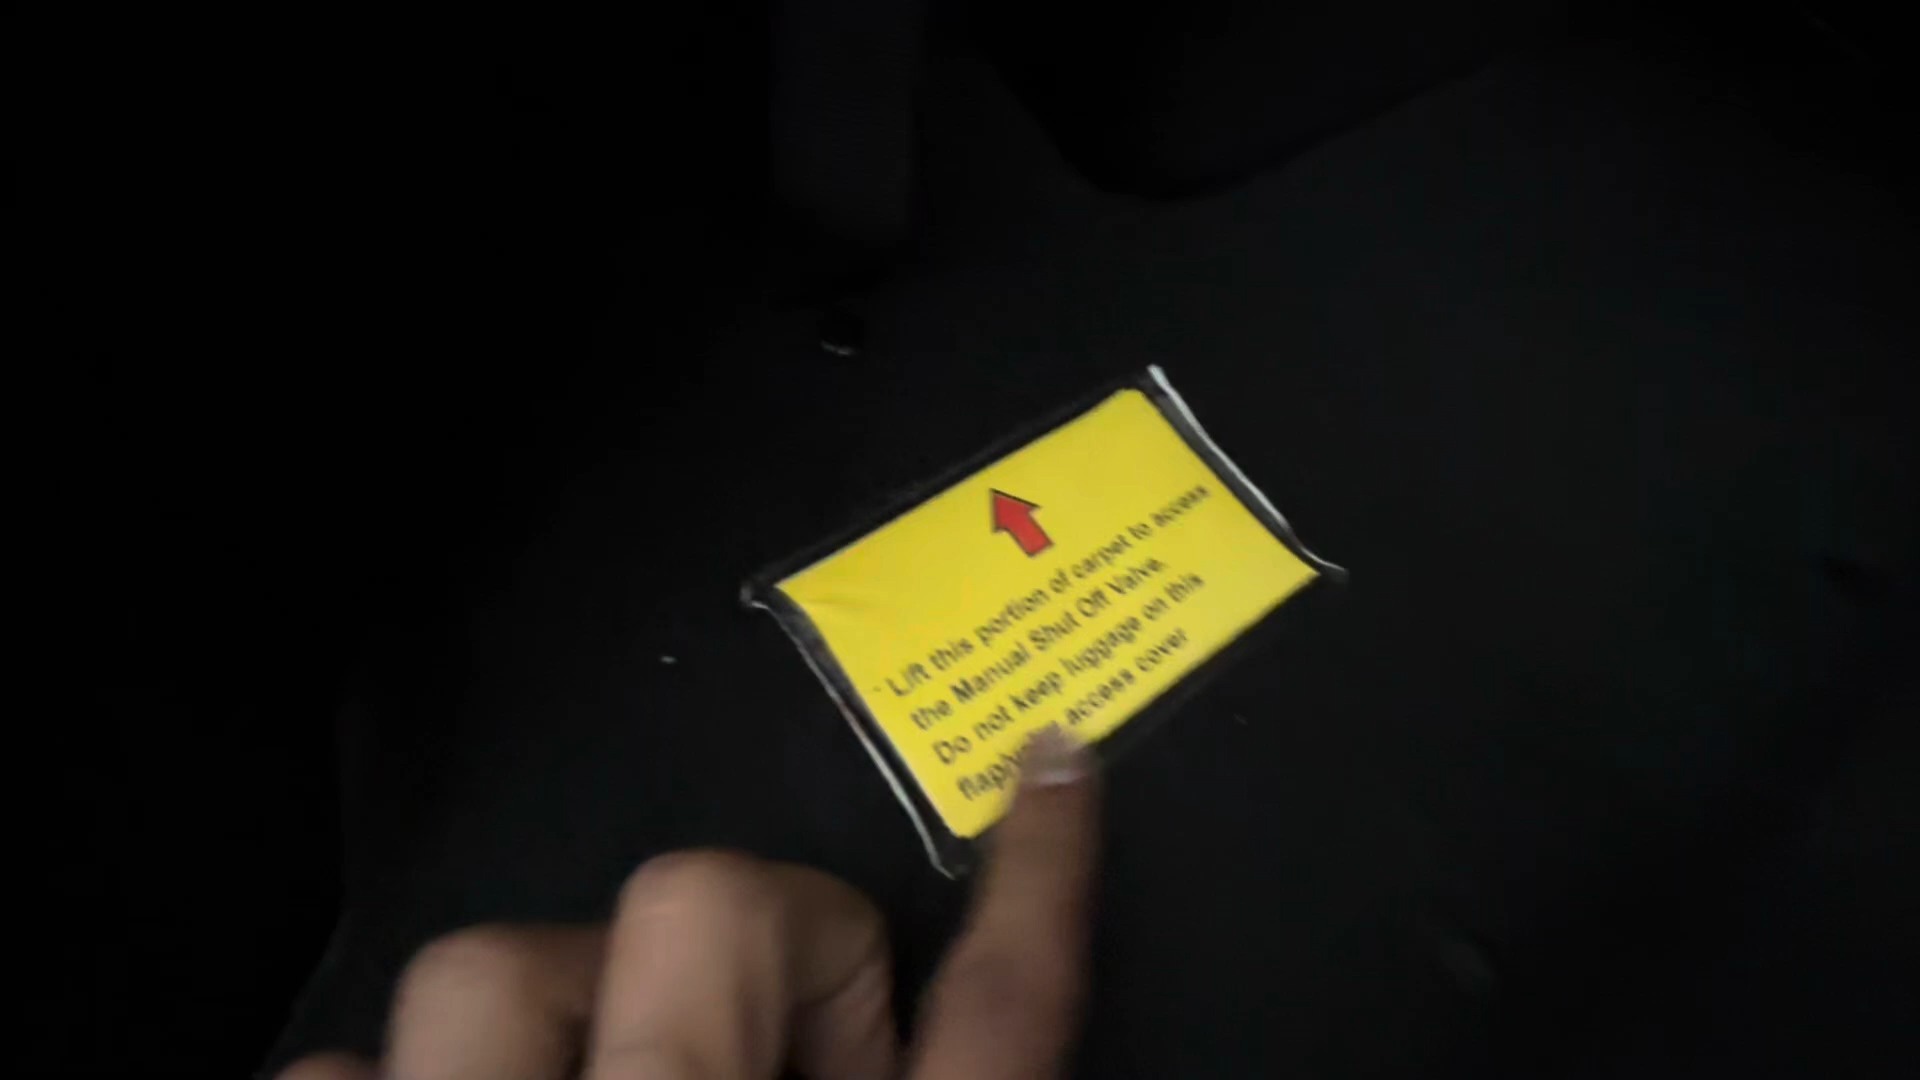 - Lift this portion of carpet to access
the Manual Shut Off Valve.
Do not keep luggage on this
access cover